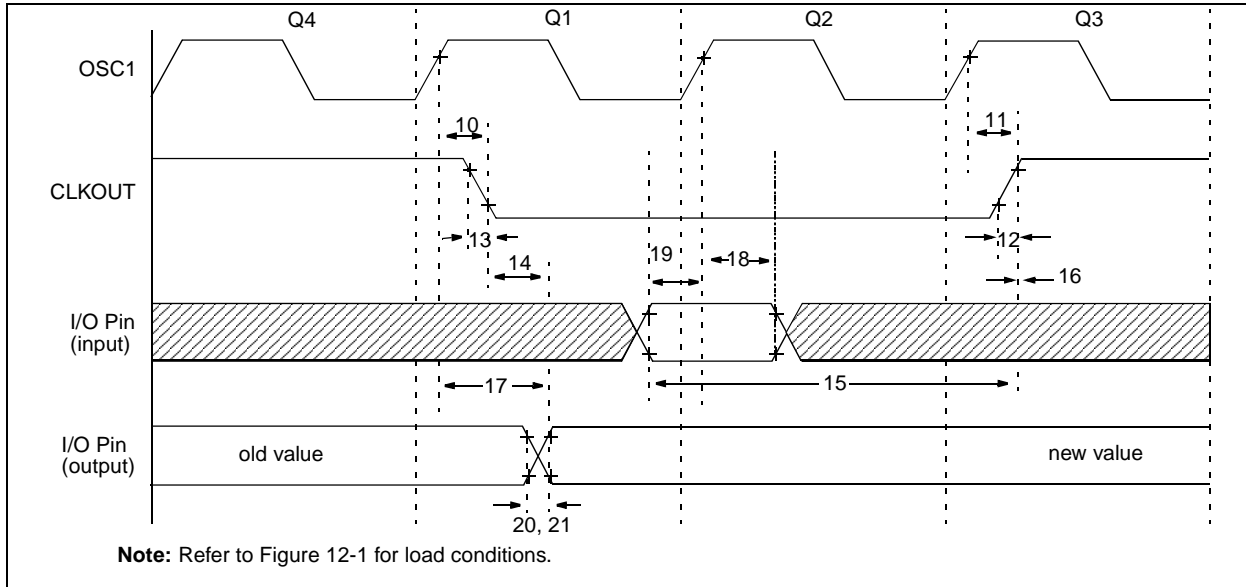 Q4 Q1 Q2 Q3
OSC1
10 11
CLKOUT
13 12
14 19 18 16
I/O Pin
(input)
17 15
I/O Pin
(output)
old value new value
20, 21
Note: Refer to Figure 12-1 for load conditions.